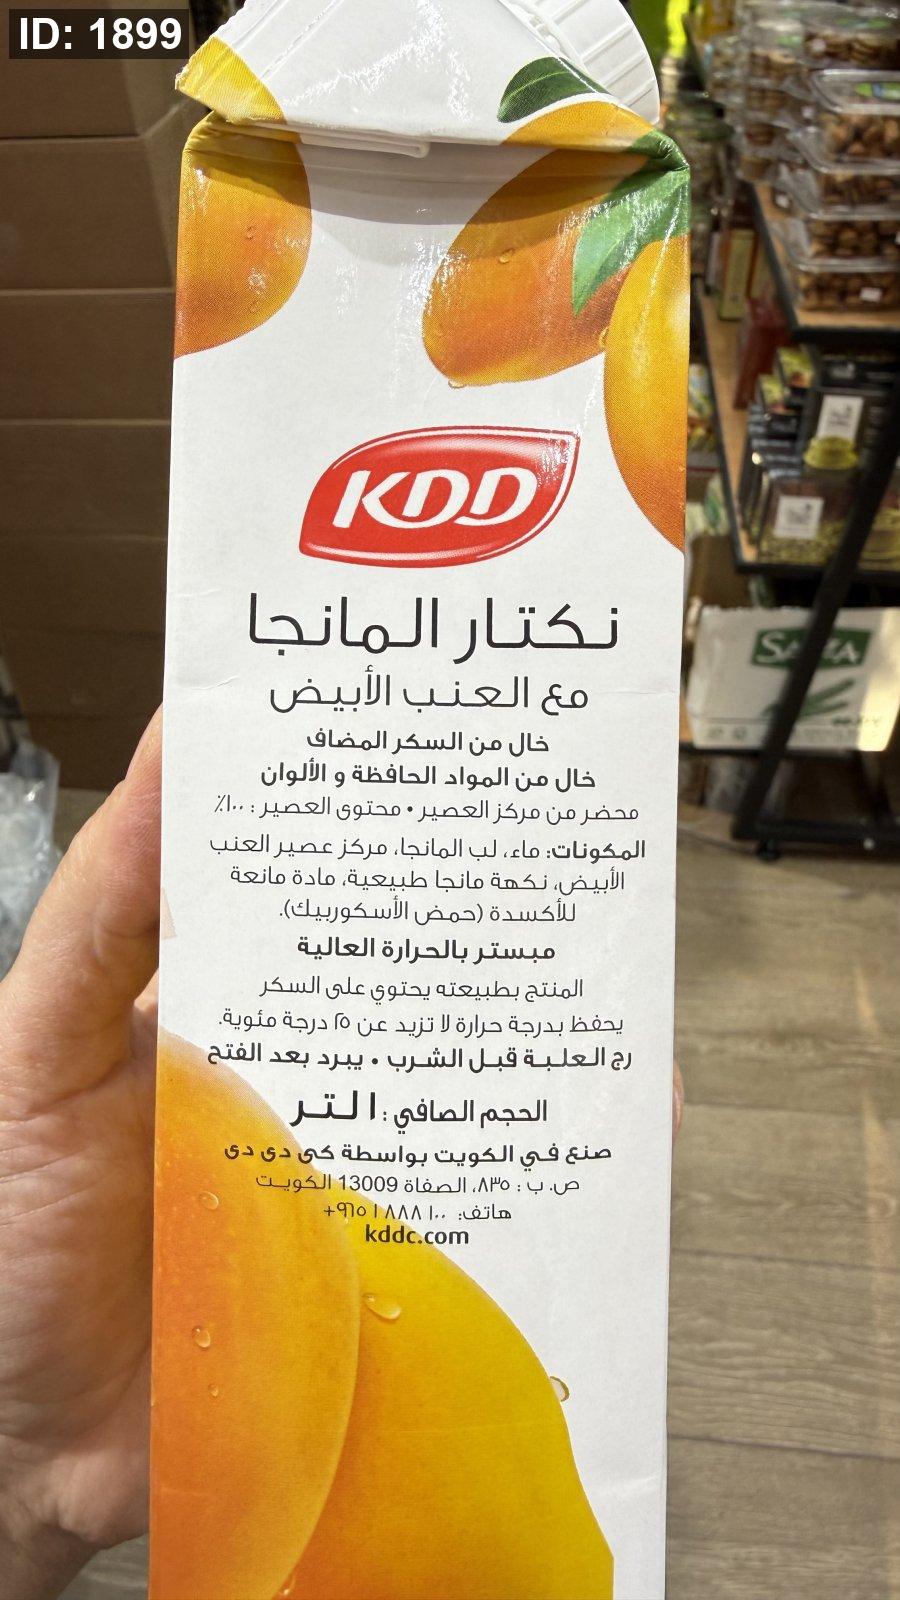 ID: 1899
KDD
نكتار المانجا
مع العنب الأبيض
خال من السكر المضاف
خال من المواد الحافظة و الألوان
محضر من مركز العصير • محتوى العصير : ١٠٠٪
المكونات: ماء، لب المانجا، مركز عصير العنب
الأبيض، نكهة مانجا طبيعية، مادة مانعة
للأكسدة (حمض الأسكوربيك).
مبستر بالحرارة العالية
المنتج بطبيعته يحتوي على السكر
يحفظ بدرجة حرارة لا تزيد عن ٢٥ درجة مئوية.
رج العلبة قبل الشرب • يبرد بعد الفتح
الحجم الصافي : ١ لتر
صنع في الكويت بواسطة كي دي دي
ص. ب : ٨٣٥، الصفاة 13009 الكويت
هاتف: ١٠٠ ٨٨٨ ١ ٩٦٥+
kddc.com